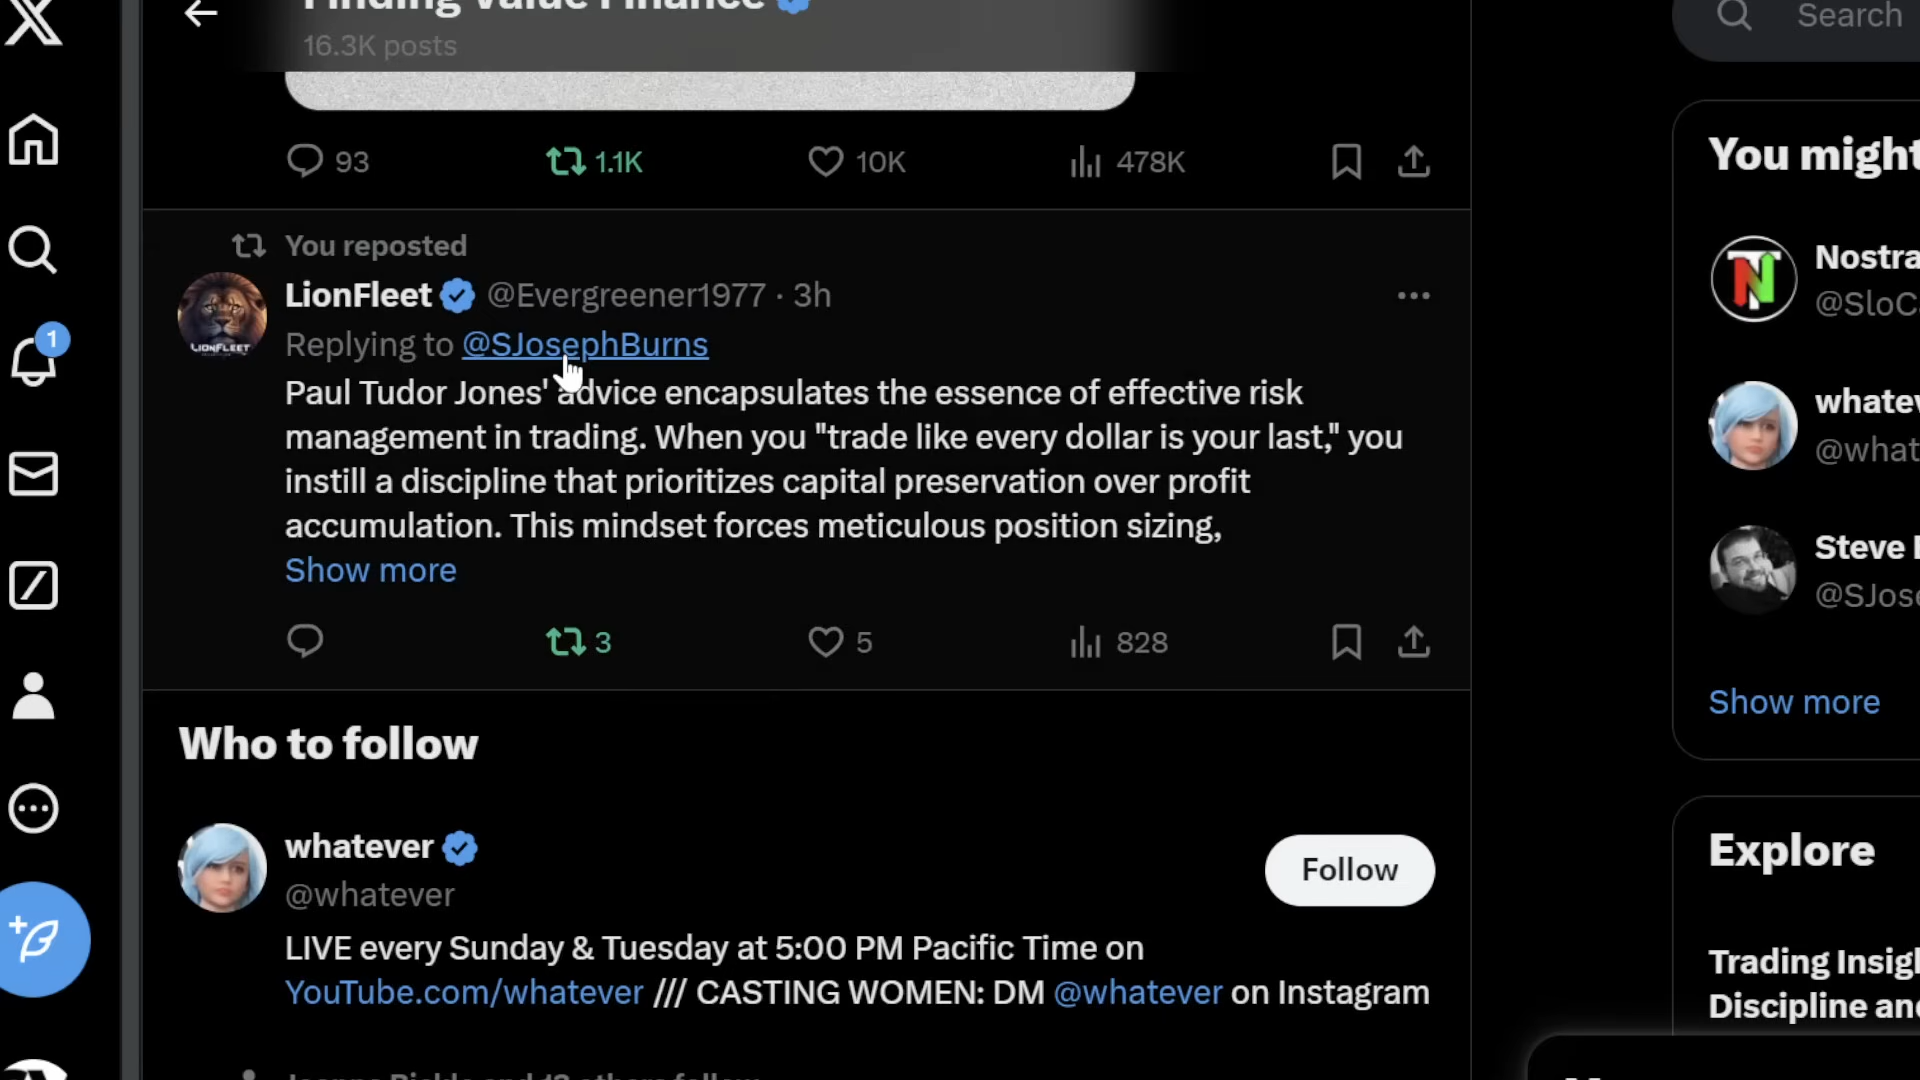 Finding Value Finance
16.3K posts
Search
93
1.1K
10K
478K
You reposted
LionFleet @Evergreener1977 · 3h
LIONFLEET
Replying to @SJosephBurns
Paul Tudor Jones' advice encapsulates the essence of effective risk
management in trading. When you "trade like every dollar is your last," you
instill a discipline that prioritizes capital preservation over profit
accumulation. This mindset forces meticulous position sizing,
Show more
3
5
828
Who to follow
whatever
@whatever
Follow
LIVE every Sunday & Tuesday at 5:00 PM Pacific Time on
YouTube.com/whatever /// CASTING WOMEN: DM @whatever on Instagram
1
You might
Nostra
@SloC
whatev
@what
Steve
@SJos
Show more
Explore
Trading Insig
Discipline an